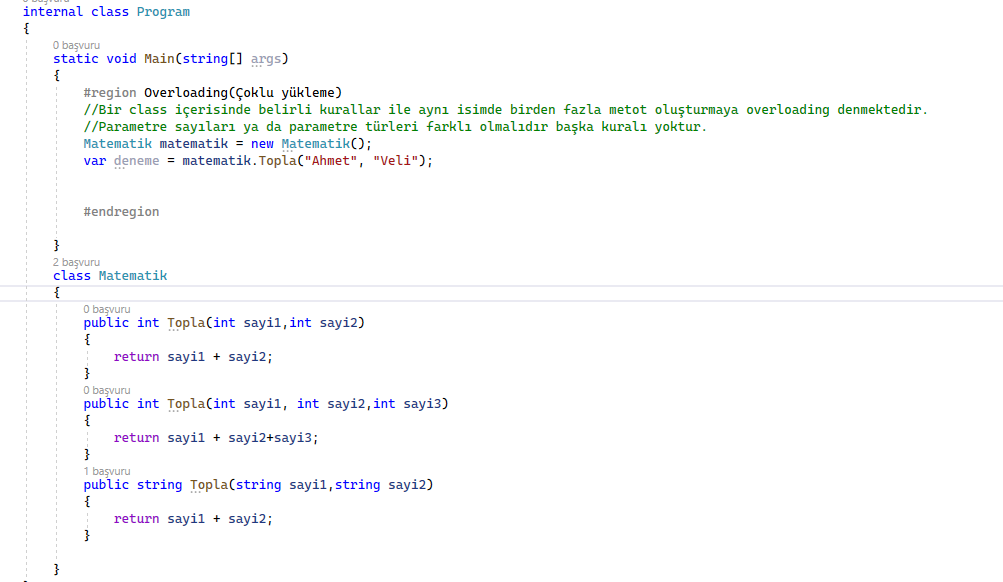 internal class Program
{
0 başvuru
static void Main(string[] args)
{
#region Overloading(Çoklu yükleme)
//Bir class içerisinde belirli kurallar ile aynı isimde birden fazla metot oluşturmaya overloading denmektedir.
//Parametre sayıları ya da parametre türleri farklı olmalıdır başka kuralı yoktur.
Matematik matematik = new Matematik();
var deneme = matematik.Topla("Ahmet", "Veli");
#endregion
}
2 başvuru
class Matematik
{
0 başvuru
public int Topla(int sayi1,int sayi2)
{
return sayi1 + sayi2;
}
0 başvuru
public int Topla(int sayi1, int sayi2,int sayi3)
{
return sayi1 + sayi2+sayi3;
}
1 başvuru
public string Topla(string sayi1,string sayi2)
{
return sayi1 + sayi2;
}
}